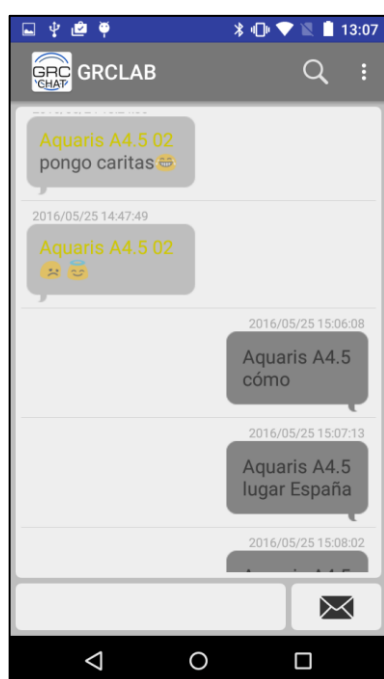 13:07
GRC
CHAT
GRCLAB
Aquaris A4.5 02
pongo caritas😂
2016/05/25 14:47:49
Aquaris A4.5 02
2016/05/25 15:06:08
Aquaris A4.5
cómo
2016/05/25 15:07:13
Aquaris A4.5
lugar España
2016/05/25 15:08:02